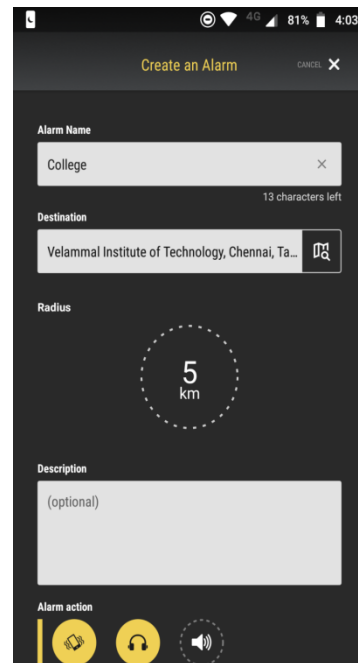 4G 81% 4:03
Create an Alarm CANCEL
Alarm Name
College
13 characters left
Destination
Velammal Institute of Technology, Chennai, Ta...
Radius
5
km
Description
(optional)
Alarm action